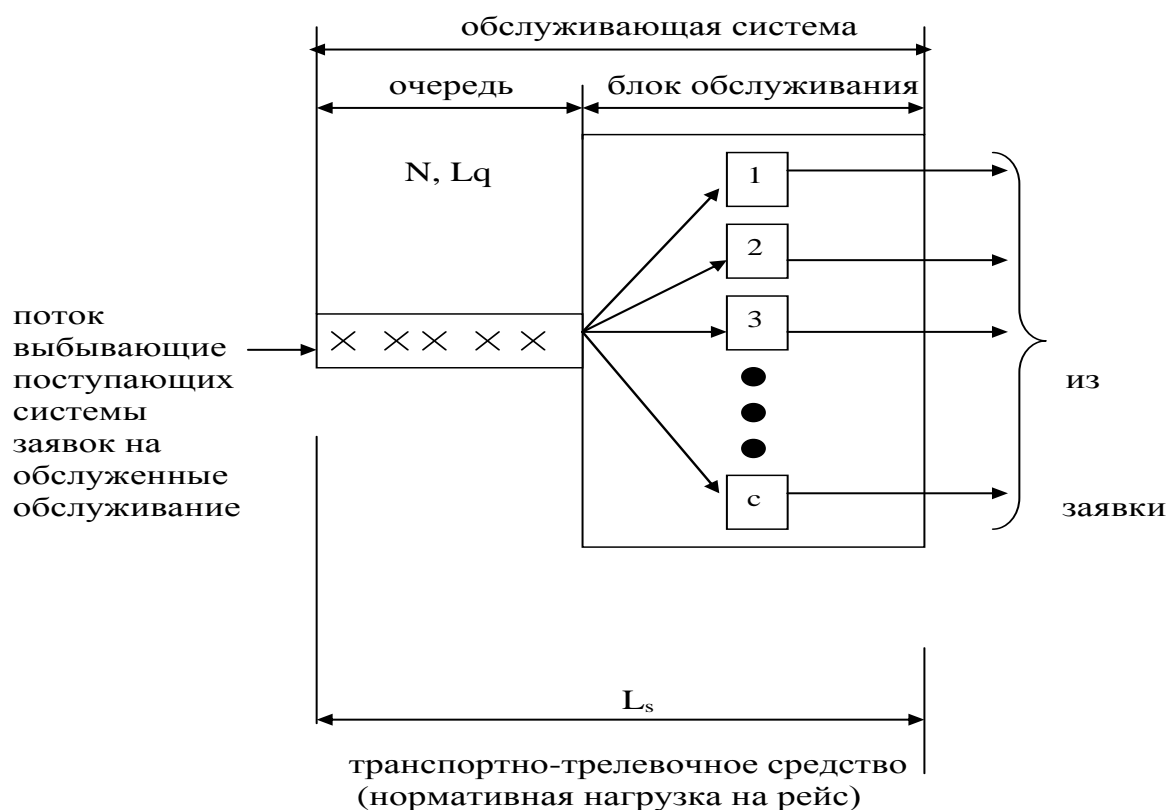 обслуживающая система
очередь
блок обслуживания
N, Lq
1
2
3
поток
выбывающие
поступающих из
системы
заявок на
обслуженные
обслуживание заявки
c
L_s
транспортно-трелевочное средство
(нормативная нагрузка на рейс)